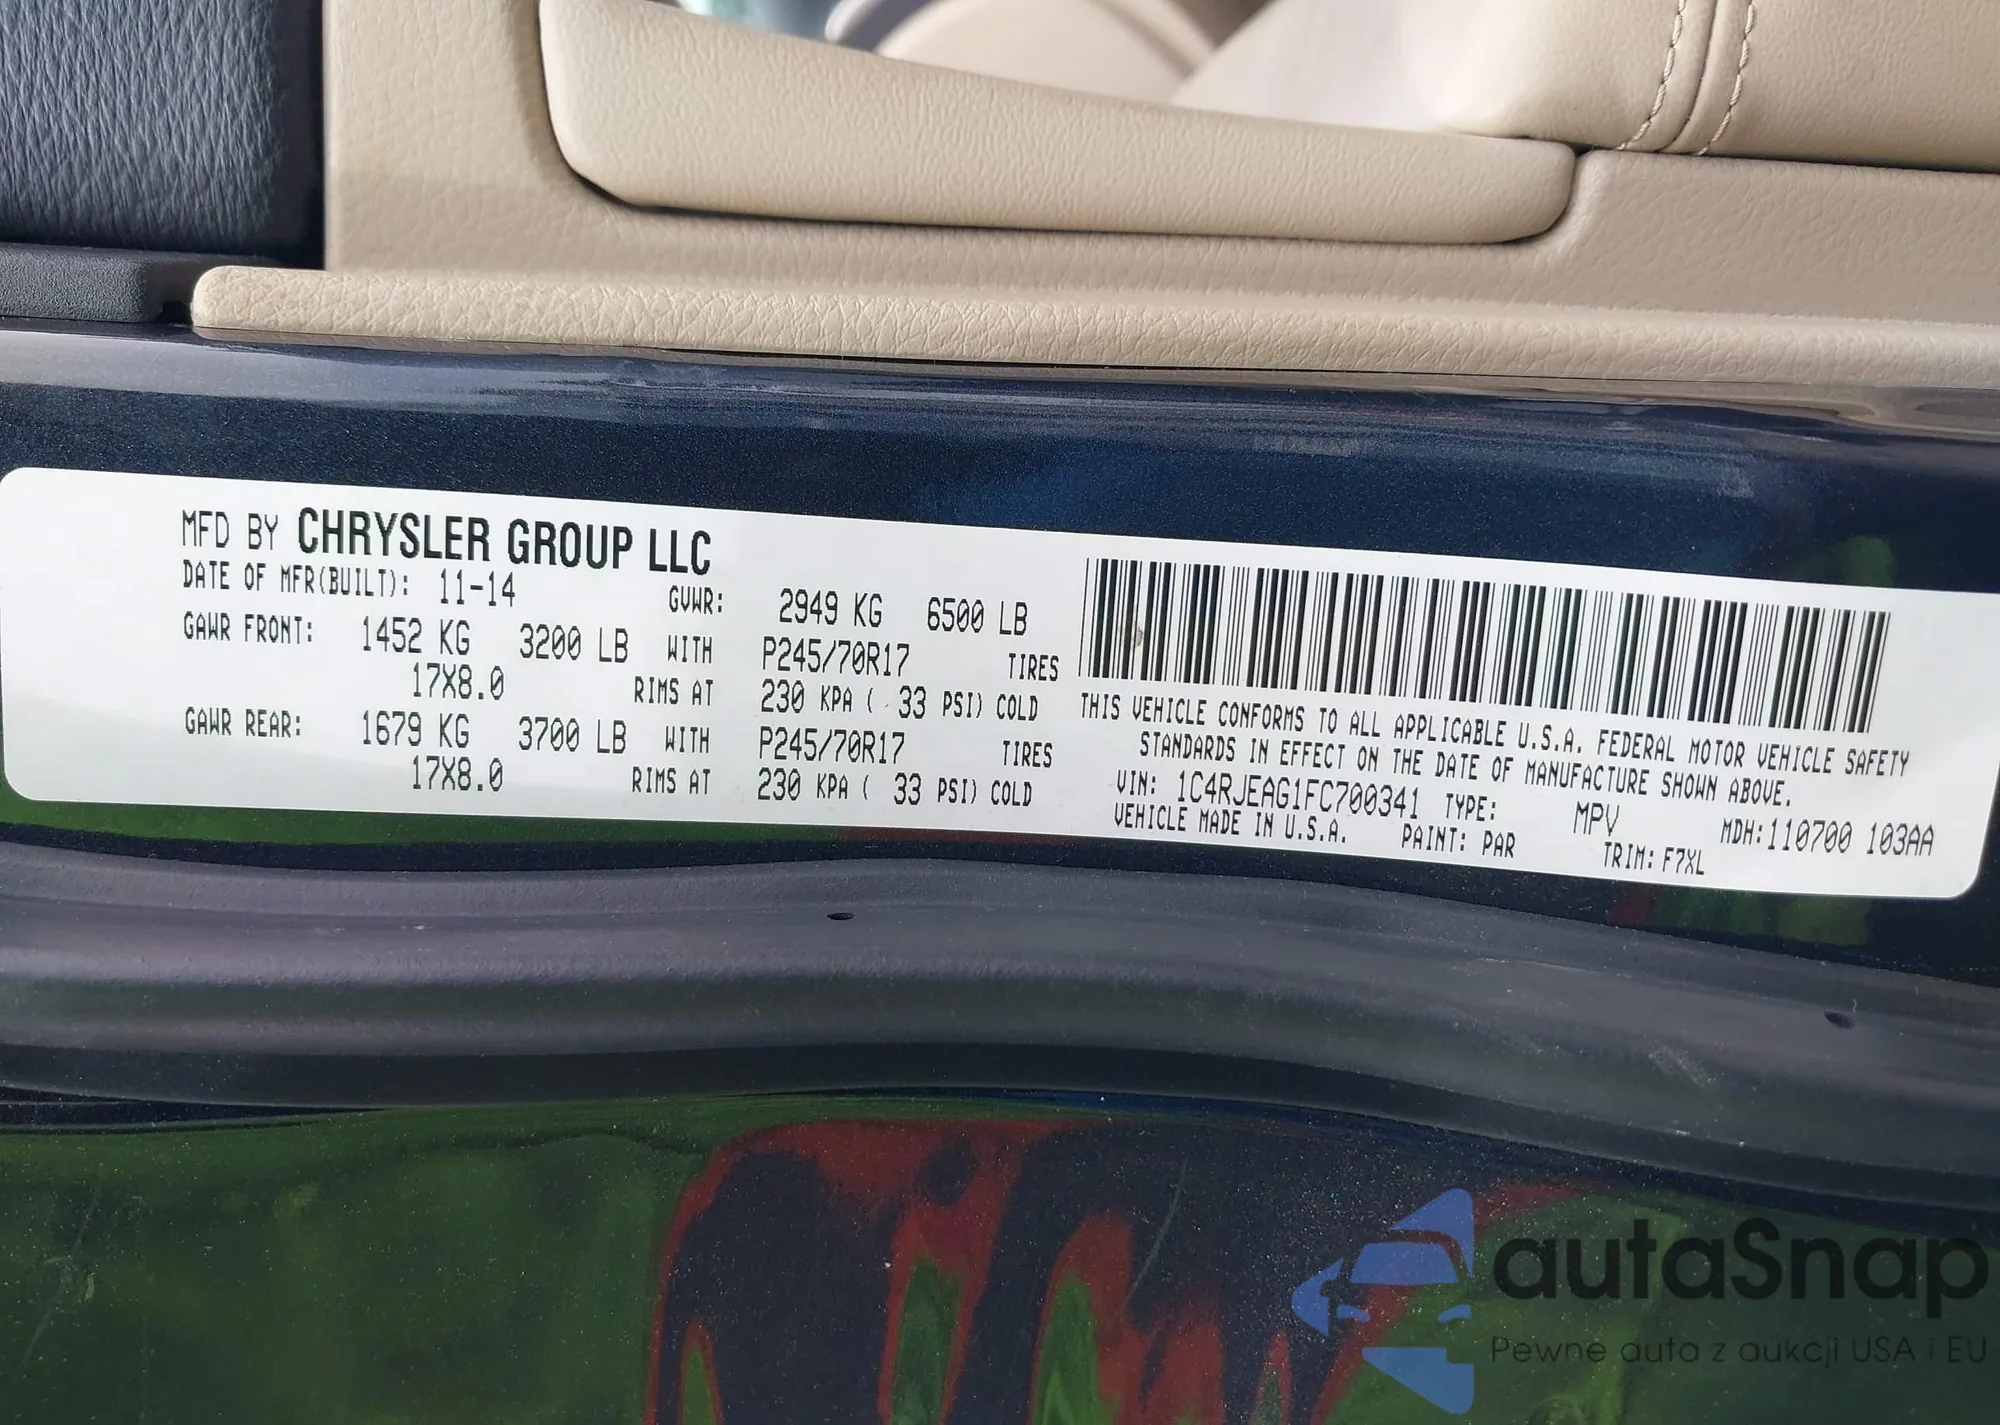 MFD BY CHRYSLER GROUP LLC
DATE OF MFR(BUILT): 11-14 GVWR: 2949 KG 6500 LB
GAWR FRONT: 1452 KG 3200 LB WITH P245/70R17 TIRES
17X8.0 RIMS AT 230 KPA ( 33 PSI) COLD
GAWR REAR: 1679 KG 3700 LB WITH P245/70R17 TIRES
17X8.0 RIMS AT 230 KPA ( 33 PSI) COLD
THIS VEHICLE CONFORMS TO ALL APPLICABLE U.S.A. FEDERAL MOTOR VEHICLE SAFETY
STANDARDS IN EFFECT ON THE DATE OF MANUFACTURE SHOWN ABOVE.
VIN: 1C4RJEAG1FC700341 TYPE: MPV MDH:110700 103AA
VEHICLE MADE IN U.S.A. PAINT: PAR TRIM: F7XL
autaSnap
Pewne auta z aukcji USA i EU